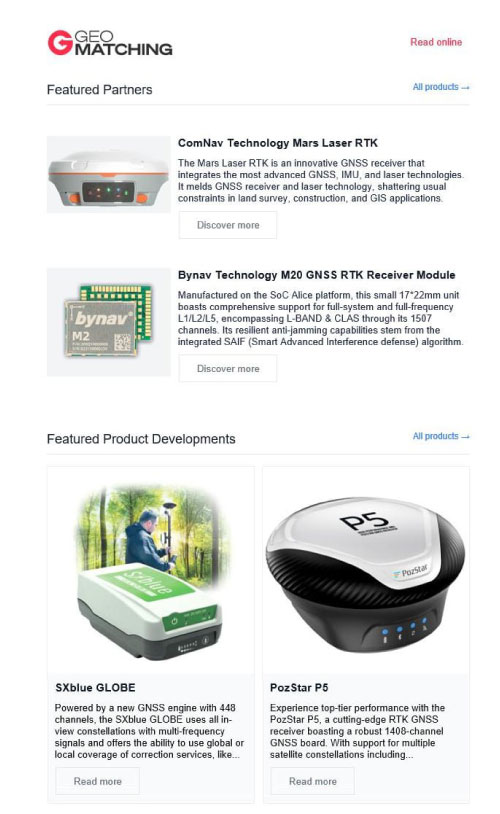 GEO
MATCHING
Read online
Featured Partners
All products →
ComNav Technology Mars Laser RTK
The Mars Laser RTK is an innovative GNSS receiver that
integrates the most advanced GNSS, IMU, and laser technologies.
It melds GNSS receiver and laser technology, shattering usual
constraints in land survey, construction, and GIS applications.
Discover more
bynav
M2
Bynav Technology M20 GNSS RTK Receiver Module
Manufactured on the SoC Alice platform, this small 17*22mm unit
boasts comprehensive support for full-system and full-frequency
L1/L2/L5, encompassing L-BAND & CLAS through its 1507
channels. Its resilient anti-jamming capabilities stem from the
integrated SAIF (Smart Advanced Interference defense) algorithm.
Discover more
Featured Product Developments
All products →
SXblue
P5
PozStar
SXblue GLOBE
Powered by a new GNSS engine with 448
channels, the SXblue GLOBE uses all in-
view constellations with multi-frequency
signals and offers the ability to use global or
local coverage of correction services, like...
Read more
PozStar P5
Experience top-tier performance with the
PozStar P5, a cutting-edge RTK GNSS
receiver boasting a robust 1408-channel
GNSS board. With support for multiple
satellite constellations including...
Read more